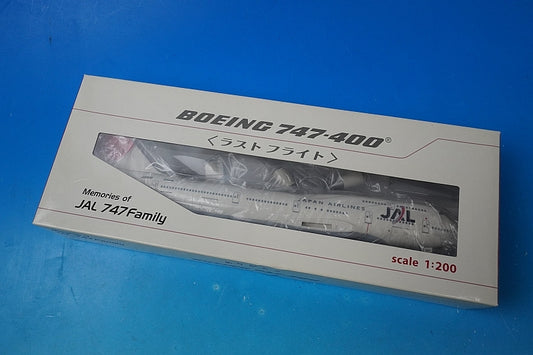 BOEING 747-400®
〈ラストフライト〉
Memories of
JAL 747Family
JAPAN AIRLINES
JAL
scale 1:200